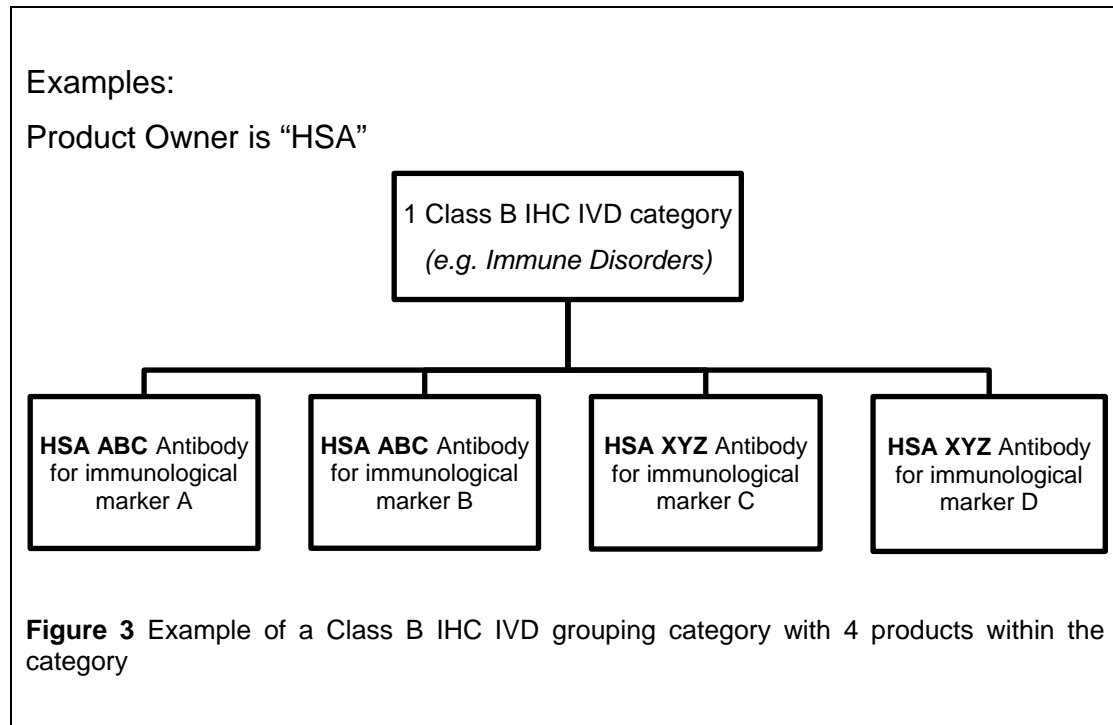 Examples:
Product Owner is “HSA”
1 Class B IHC IVD category
(e.g. Immune Disorders)
HSA ABC Antibody
for immunological
marker A
HSA ABC Antibody
for immunological
marker B
HSA XYZ Antibody
for immunological
marker C
HSA XYZ Antibody
for immunological
marker D
Figure 3 Example of a Class B IHC IVD grouping category with 4 products within the
category